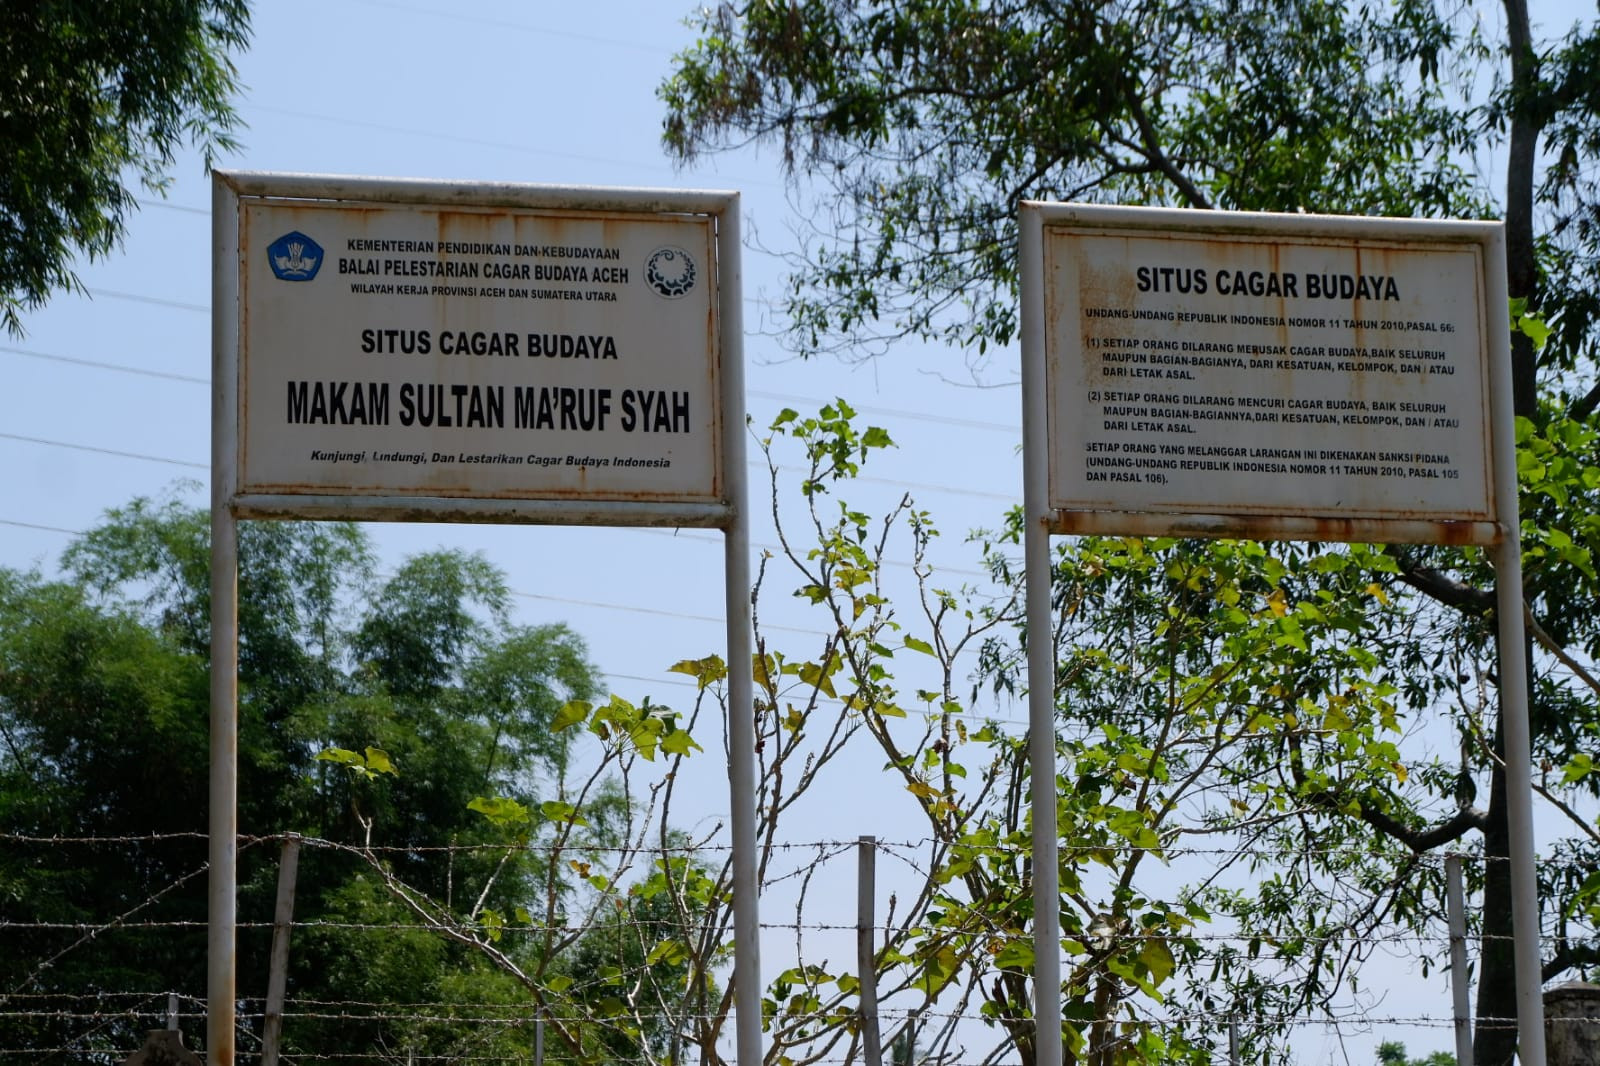 KEMENTERIAN PENDIDIKAN DAN KEBUDAYAAN
BALAI PELESTARIAN CAGAR BUDAYA ACEH
WILAYAH KERJA PROVINSI ACEH DAN SUMATERA UTARA
SITUS CAGAR BUDAYA
MAKAM SULTAN MA'RUF SYAH
Kunjungi, Lindungi, Dan Lestarikan Cagar Budaya Indonesia
SITUS CAGAR BUDAYA
UNDANG-UNDANG REPUBLIK INDONESIA NOMOR 11 TAHUN 2010,PASAL 66:
(1) SETIAP ORANG DILARANG MERUSAK CAGAR BUDAYA,BAIK SELURUH
MAUPUN BAGIAN-BAGIANYA, DARI KESATUAN, KELOMPOK, DAN / ATAU
DARI LETAK ASAL.
(2) SETIAP ORANG DILARANG MENCURI CAGAR BUDAYA, BAIK SELURUH
MAUPUN BAGIAN-BAGIANNYA,DARI KESATUAN, KELOMPOK, DAN / ATAU
DARI LETAK ASAL.
SETIAP ORANG YANG MELANGGAR LARANGAN INI DIKENAKAN SANKSI PIDANA
(UNDANG-UNDANG REPUBLIK INDONESIA NOMOR 11 TAHUN 2010, PASAL 105
DAN PASAL 106).